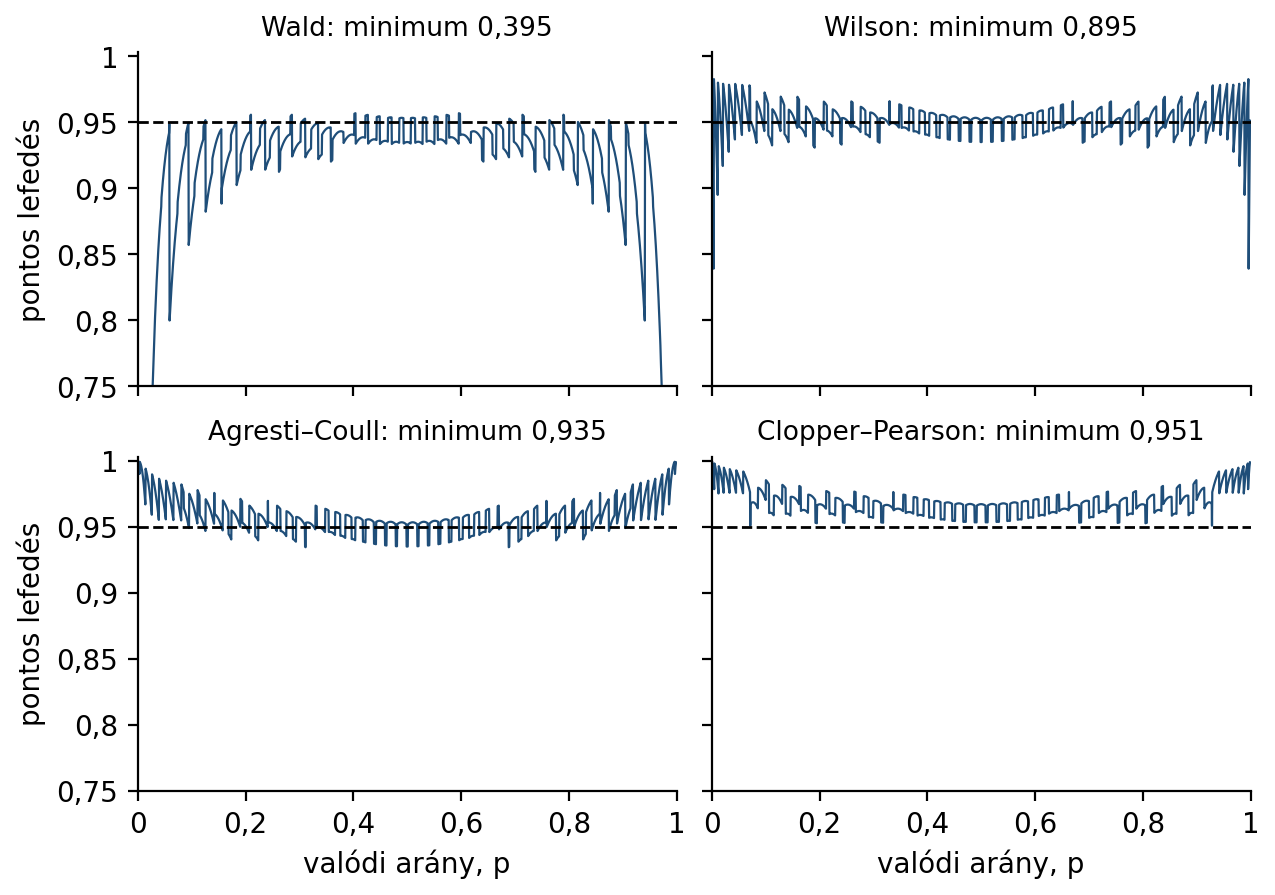 Wald: minimum 0,395
Wilson: minimum 0,895
1
0,95
0,9
0,85
0,8
0,75
pontos lefedés
Agresti–Coull: minimum 0,935
Clopper–Pearson: minimum 0,951
1
0,95
0,9
0,85
0,8
0,75
pontos lefedés
0 0,2 0,4 0,6 0,8 1
0 0,2 0,4 0,6 0,8 1
valódi arány, p
valódi arány, p